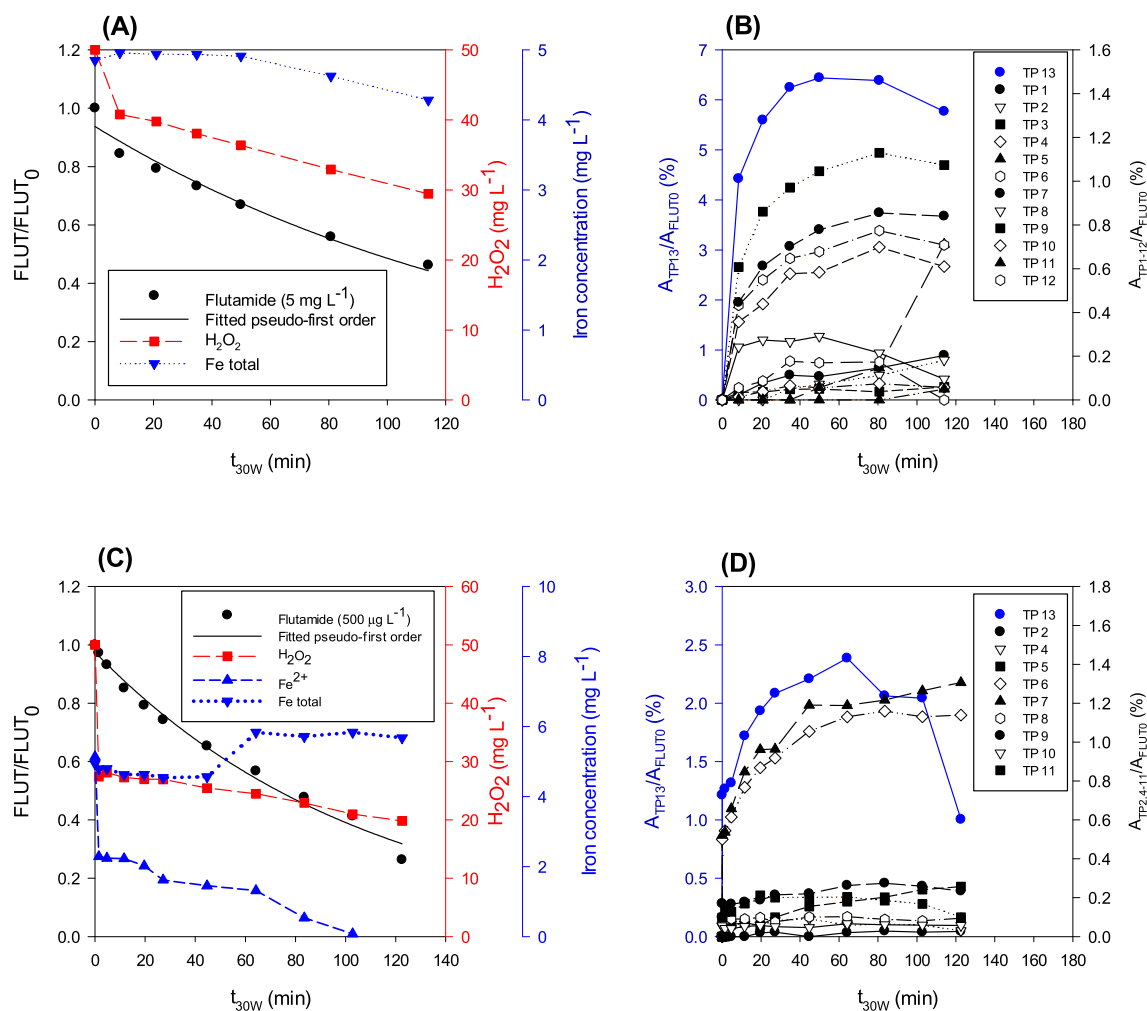 (A)
1.2
1.0
0.8
0.6
0.4
0.2
0.0
FLUT/FLUT0
50
40
30
20
10
0
H2O2 (mg L-1)
5
4
3
2
1
0
Iron concentration (mg L-1)
Flutamide (5 mg L-1)
Fitted pseudo-first order
H2O2
Fe total
0 20 40 60 80 100 120 140
t30W (min)
(B)
7
6
5
4
3
2
1
0
ATP13/AFLUT0 (%)
1.6
1.4
1.2
1.0
0.8
0.6
0.4
0.2
0.0
ATP1-12/AFLUT0 (%)
TP 13
TP 1
TP 2
TP 3
TP 4
TP 5
TP 6
TP 7
TP 8
TP 9
TP 10
TP 11
TP 12
0 20 40 60 80 100 120 140 160 180
t30W (min)
(C)
1.2
1.0
0.8
0.6
0.4
0.2
0.0
FLUT/FLUT0
60
50
40
30
20
10
0
H2O2 (mg L-1)
10
8
6
4
2
0
Iron concentration (mg L-1)
Flutamide (500 µg L-1)
Fitted pseudo-first order
H2O2
Fe2+
Fe total
0 20 40 60 80 100 120 140
t30W (min)
(D)
3.0
2.5
2.0
1.5
1.0
0.5
0.0
ATP13/AFLUT0 (%)
1.8
1.6
1.4
1.2
1.0
0.8
0.6
0.4
0.2
0.0
ATP2,4-11/AFLUT0 (%)
TP 13
TP 2
TP 4
TP 5
TP 6
TP 7
TP 8
TP 9
TP 10
TP 11
0 20 40 60 80 100 120 140 160 180
t30W (min)